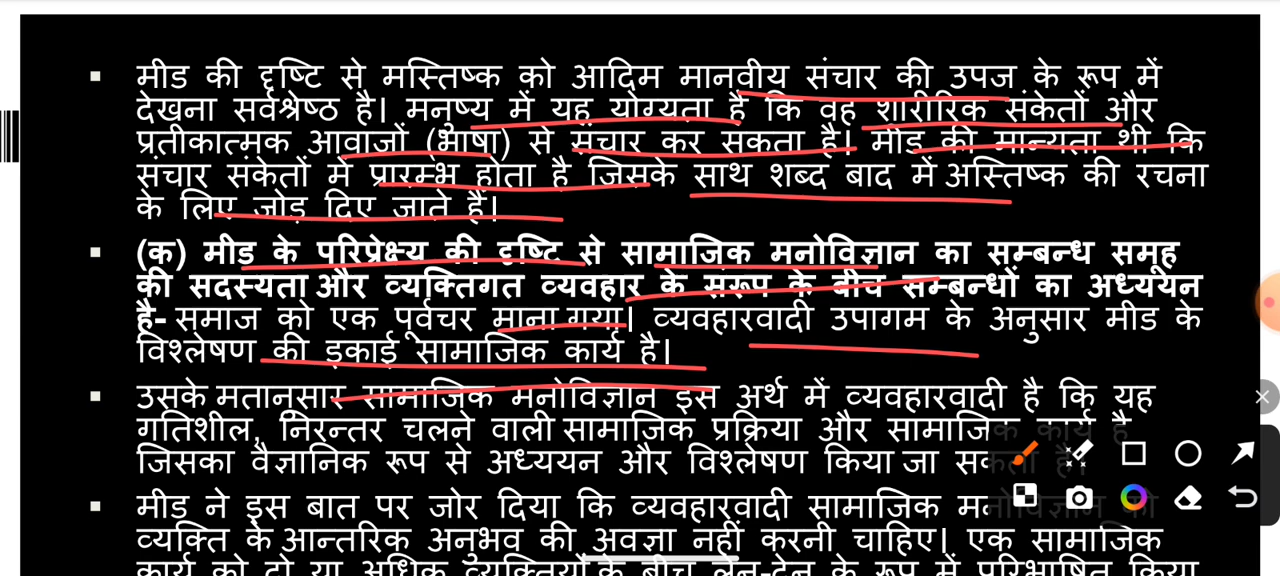 ▪ मीड की दृष्टि से मस्तिष्क को आदिम मानवीय संचार की उपज के रूप में
देखना सर्वश्रेष्ठ है। मनुष्य में यह योग्यता है कि वह शारीरिक संकेतों और
प्रतीकात्मक आवाजों (भाषा) से संचार कर सकता है। मीड की मान्यता थी कि
संचार संकेतों में प्रारम्भ होता है जिसके साथ शब्द बाद में अस्तिष्क की रचना
के लिए जोड़ दिए जाते हैं।
▪ (क) मीड के परिप्रेक्ष्य की दृष्टि से सामाजिक मनोविज्ञान का सम्बन्ध समूह
की सदस्यता और व्यक्तिगत व्यवहार के संरूप के बीच सम्बन्धों का अध्ययन
है- समाज को एक पूर्वचर माना गया। व्यवहारवादी उपागम के अनुसार मीड के
विश्लेषण की इकाई सामाजिक कार्य है।
▪ उसके मतानुसार सामाजिक मनोविज्ञान इस अर्थ में व्यवहारवादी है कि यह
गतिशील, निरन्तर चलने वाली सामाजिक प्रक्रिया और सामाजिक कार्य है
जिसका वैज्ञानिक रूप से अध्ययन और विश्लेषण किया जा सकता है।
▪ मीड ने इस बात पर जोर दिया कि व्यवहारवादी सामाजिक मनोविज्ञान को
व्यक्ति के आन्तरिक अनुभव की अवज्ञा नहीं करनी चाहिए। एक सामाजिक
कार्य को दो या अधिक व्यक्तियों के बीच लेन-देन के रूप में परिभाषित किया